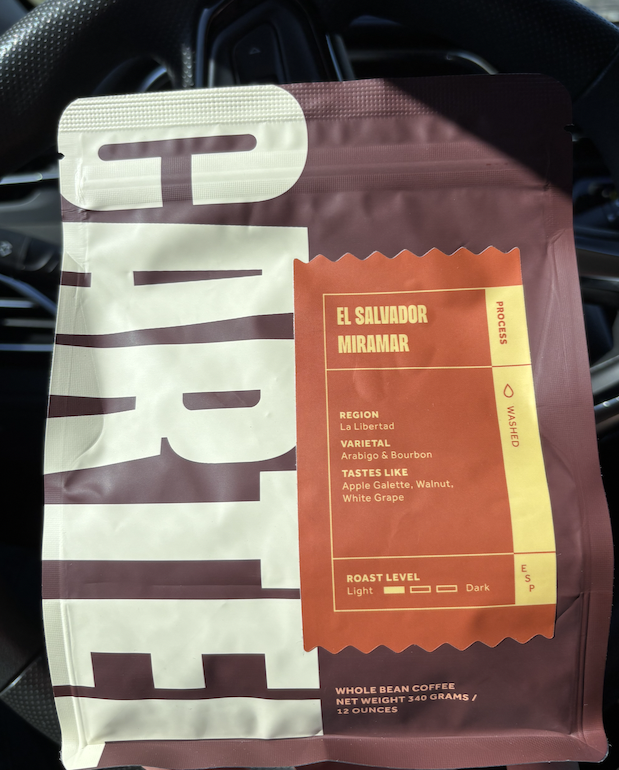 CARTEL
EL SALVADOR
MIRAMAR
PROCESS
WASHED
REGION
La Libertad
VARIETAL
Arabigo & Bourbon
TASTES LIKE
Apple Galette, Walnut,
White Grape
ROAST LEVEL
Light Dark
ESP
WHOLE BEAN COFFEE
NET WEIGHT 340 GRAMS /
12 OUNCES